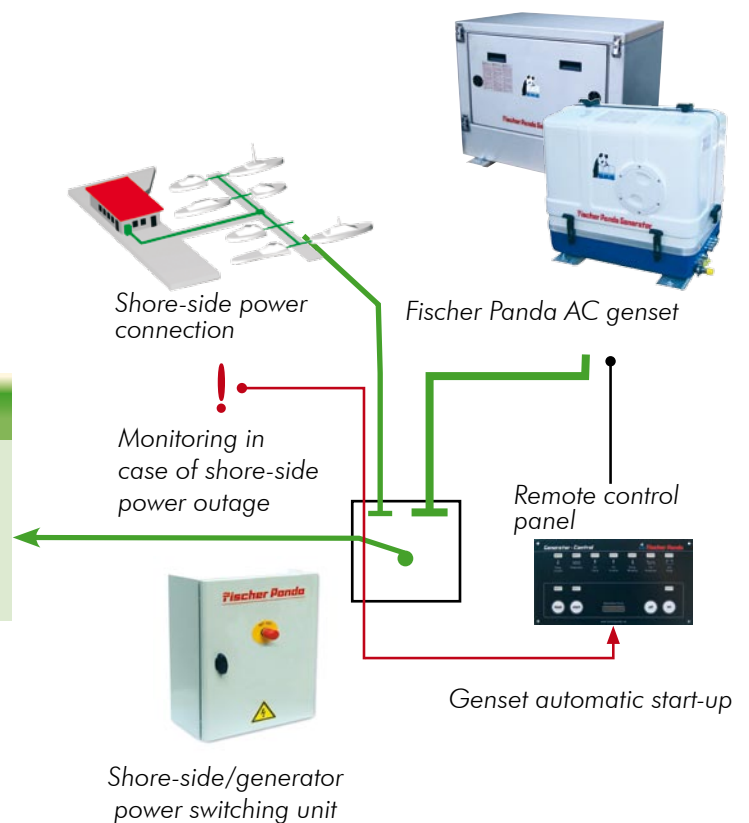 Fischer Panda Generator
Shore-side power
connection
Fischer Panda AC genset
Monitoring in
case of shore-side
power outage
Remote control
panel
Generator-Control
Fischer Panda
Fischer Panda
Genset automatic start-up
Shore-side/generator
power switching unit